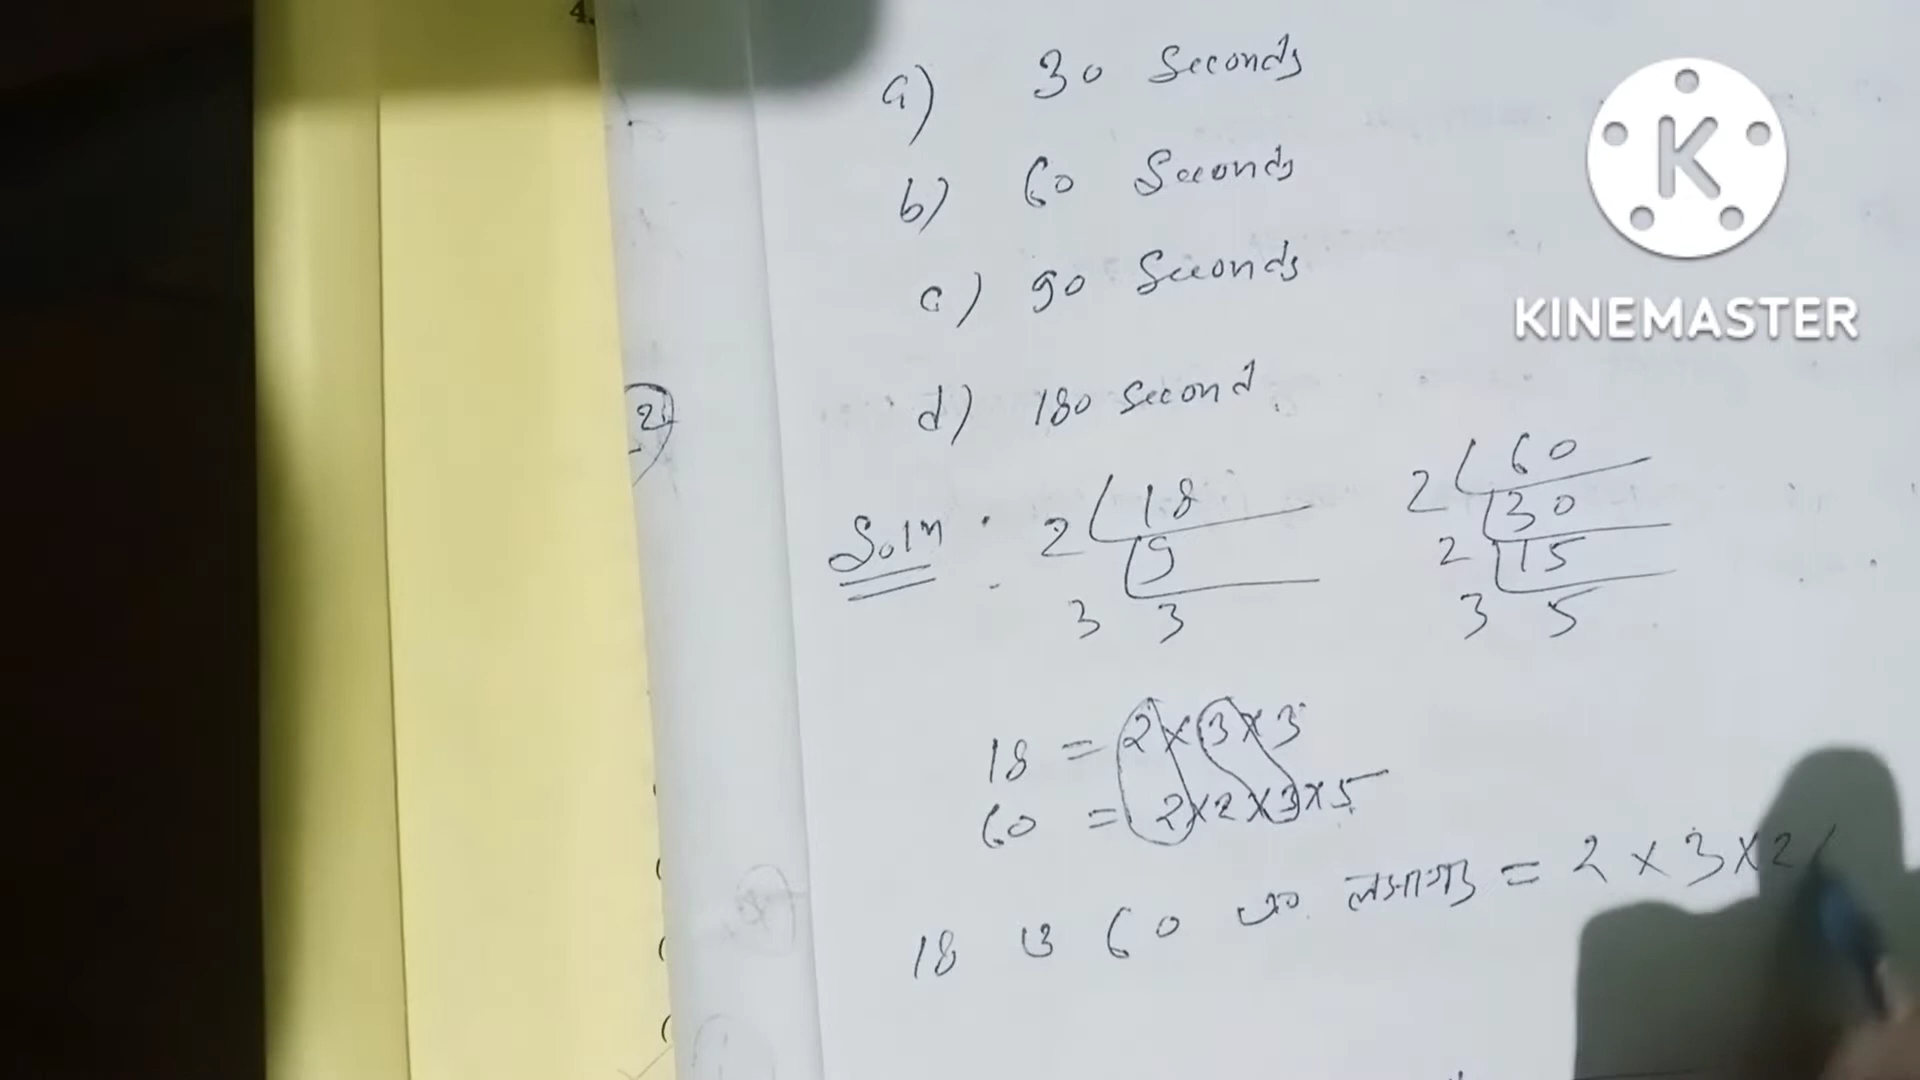 4.
a) 30 Seconds
b) 60 Seconds
c) 90 Seconds
d) 180 Second.
KINEMASTER
2
Soln : 2 18
9
3 3
2 60
2 30
15
3 5
18 = 2×3×3
60 = 2×2×3×5
18 ও 60 এর লসাগু = 2 × 3 × 2